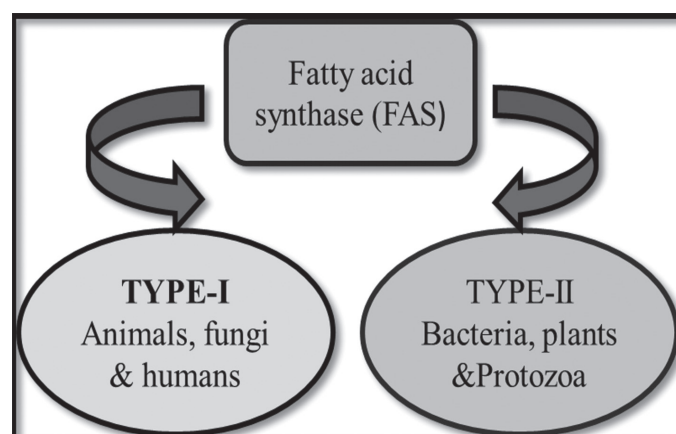 Fatty acid
synthase (FAS)
TYPE-I
Animals, fungi
& humans
TYPE-II
Bacteria, plants
&Protozoa